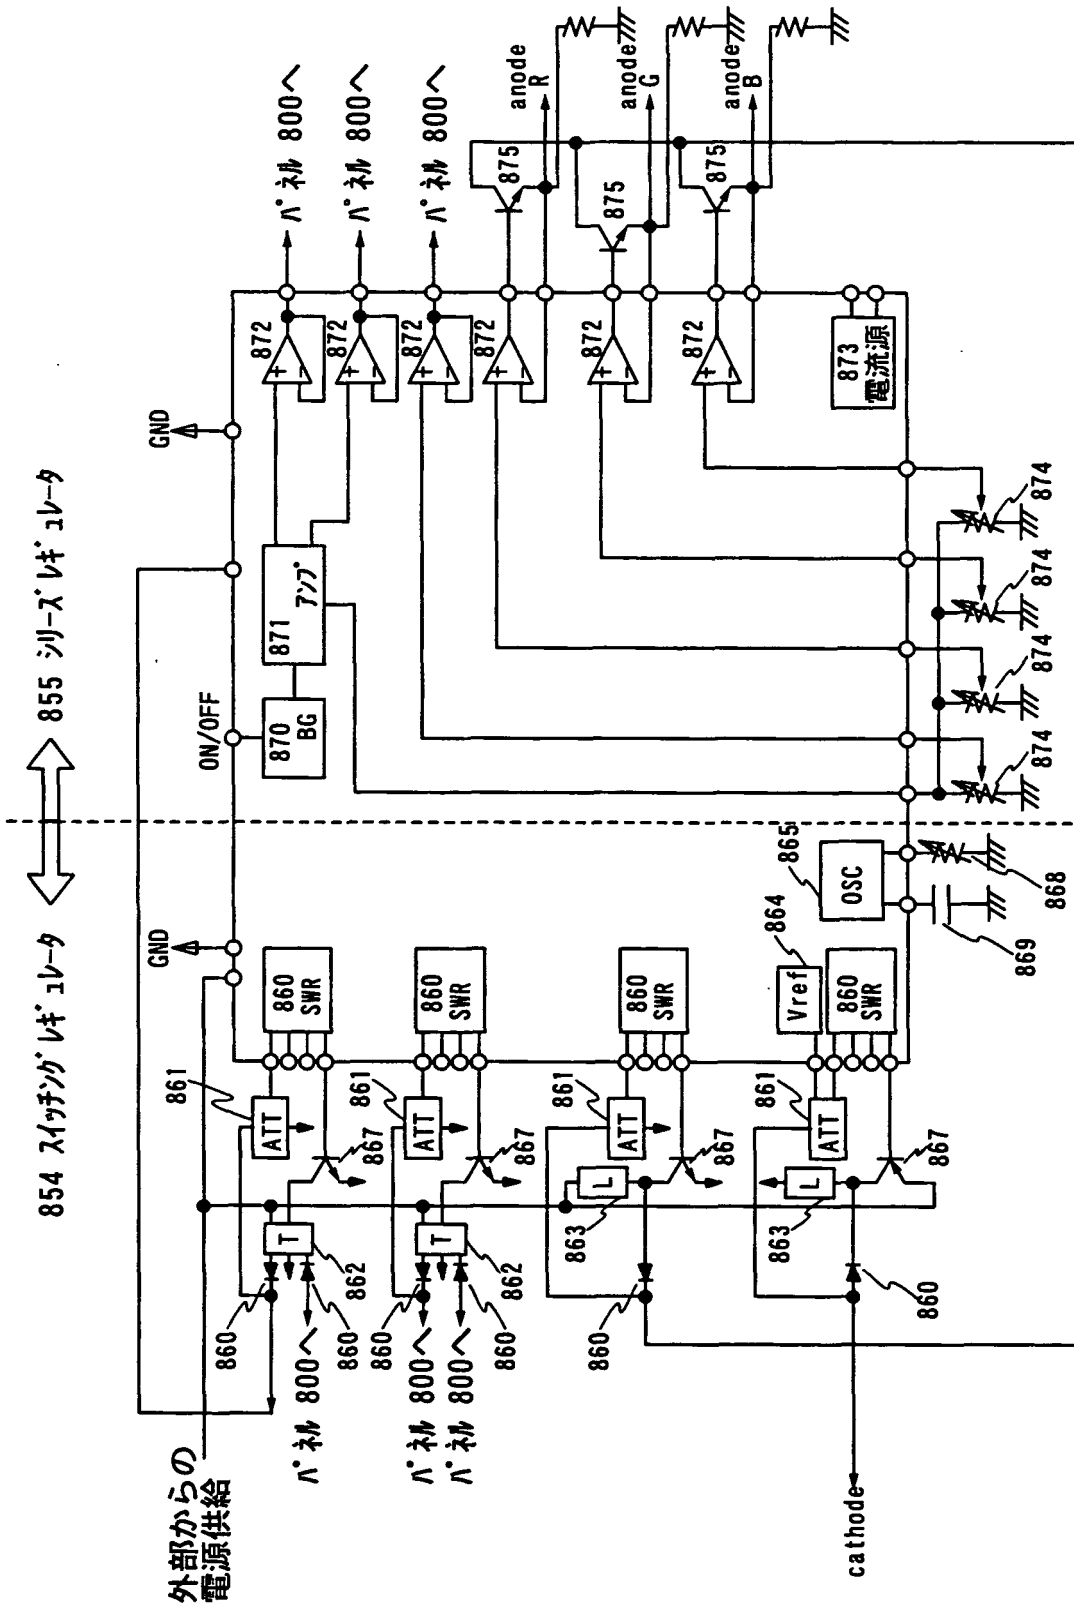 854 スイッチングレギュレータ
855 シリーズレギュレータ
外部からの
電源供給
GND
ON/OFF
GND
861
860
SWR
ATT
867
T
862
860
860
パネル 800へ
861
860
SWR
ATT
867
T
862
860
860
パネル 800へ
パネル 800へ
861
860
SWR
ATT
867
L
863
860
864
Vref
861
860
SWR
ATT
867
L
863
860
cathode
865
OSC
869
868
870
BG
871
アンプ
872
872
872
872
872
872
パネル 800へ
パネル 800へ
パネル 800へ
875
875
875
anode
R
anode
G
anode
B
873
電流源
874
874
874
874